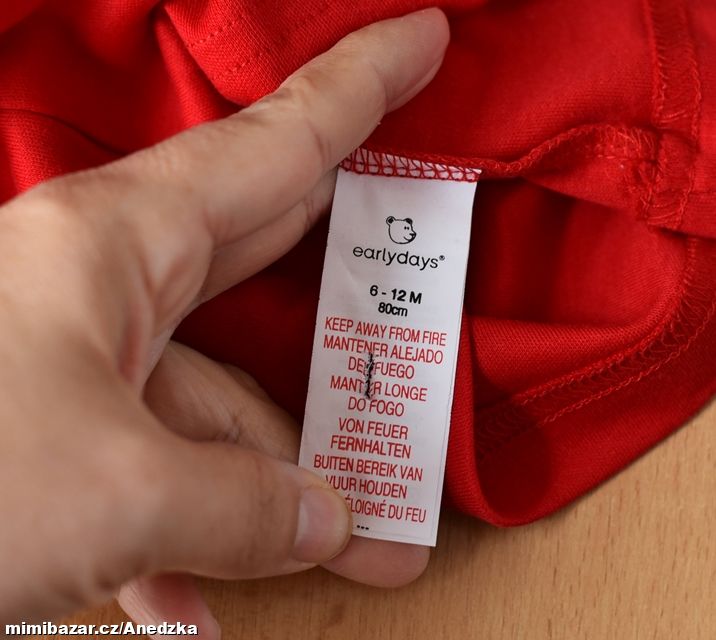 earlydays®
6 - 12 M
80cm
KEEP AWAY FROM FIRE
MANTENER ALEJADO
DEL FUEGO
MANTER LONGE
DO FOGO
VON FEUER
FERNHALTEN
BUITEN BEREIK VAN
VUUR HOUDEN
ÉLOIGNÉ DU FEU
mimibazar.cz/Anedzka